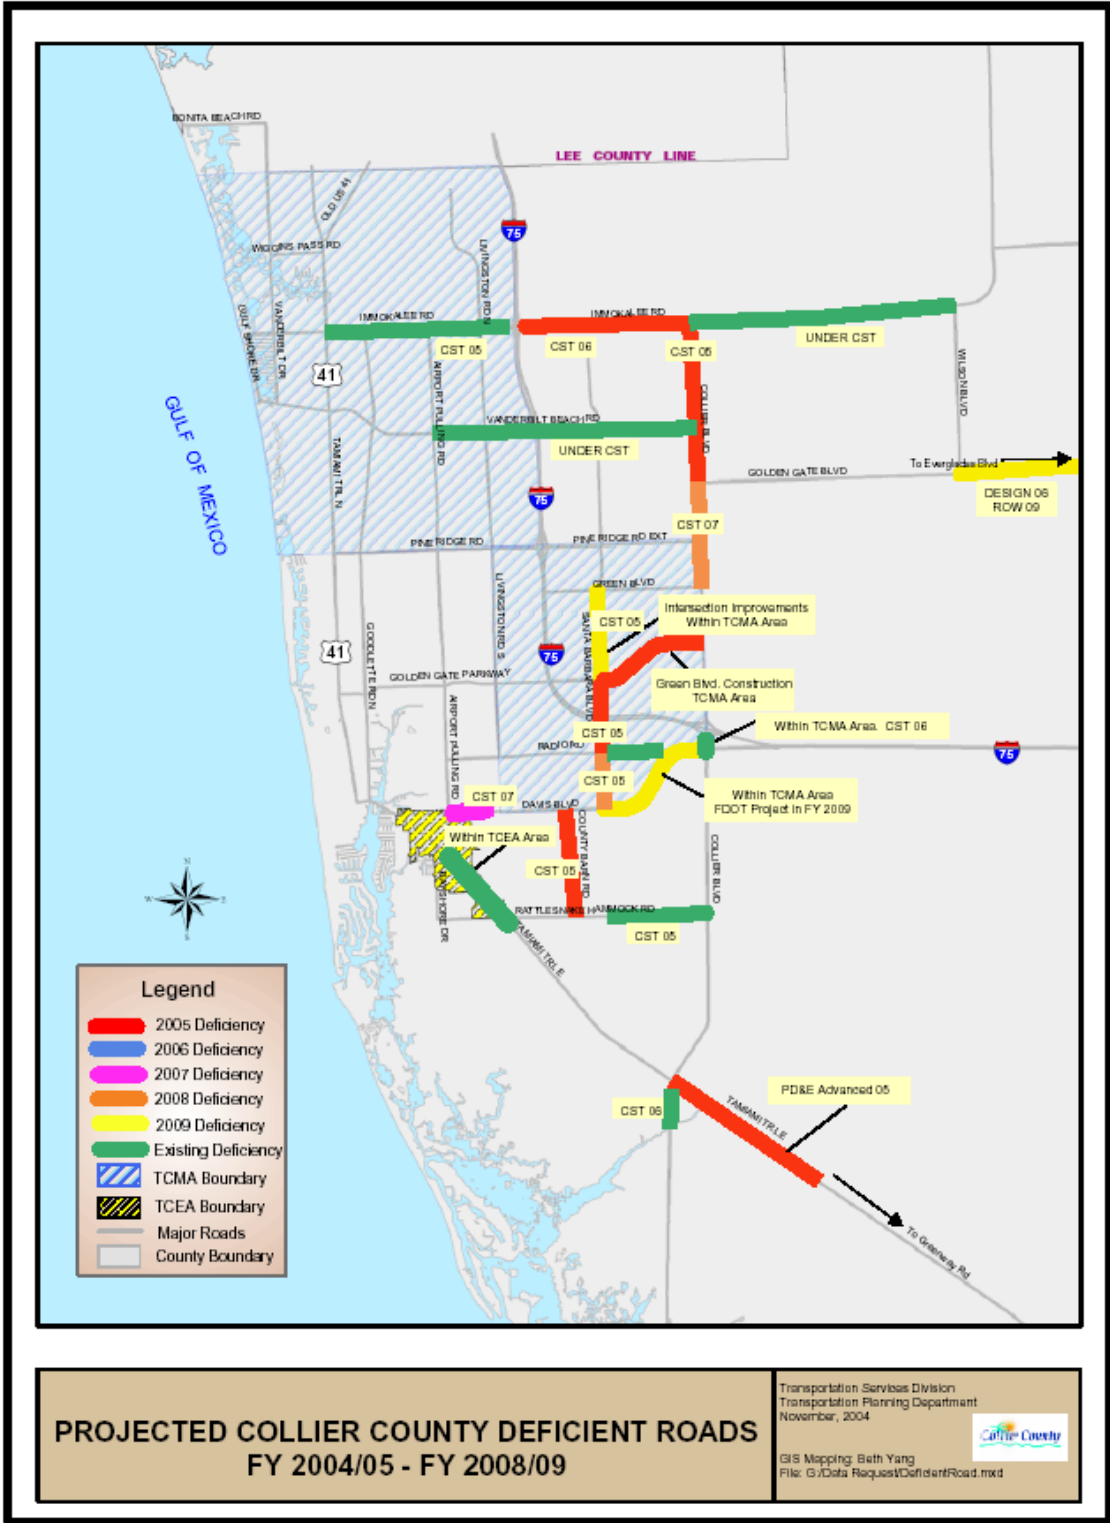 BONITA BEACH RD
LEE COUNTY LINE
OLD US 41
WIGGINS PASS RD
LIVINGSTON RD N
75
GULF SHORE DR
VANDERBILT DR
IMMOKALEE RD
IMMOKALEE RD
CST 05
CST 06
CST 05
UNDER CST
41
AIRPORT PULLING RD
COLLIER BLVD
WILSON BLVD
GULF OF MEXICO
VANDERBILT BEACH RD
UNDER CST
TAMIAMI TRL N
GOLDEN GATE BLVD
To Everglades Blvd
DESIGN 06
ROW 09
75
CST 07
PINE RIDGE RD
PINE RIDGE RD EXT
GREEN BLVD
LIVINGSTON RD S
SANTA BARBARA BLVD
CST 05
Intersection Improvements
Within TCMA Area
GOODLETTE RD N
41
75
GOLDEN GATE PARKWAY
Green Blvd. Construction
TCMA Area
AIRPORT PULLING RD
CST 05
Within TCMA Area. CST 06
RADIO RD
75
CST 05
Within TCMA Area
FDOT Project in FY 2009
CST 07
DAVIS BLVD
Within TCEA Area
COUNTY BARN RD
COLLIER BLVD
CST 05
BAYSHORE DR
RATTLESNAKE HAMMOCK RD
CST 05
TAMIAMI TRL E
N
W
E
S
PD&E Advanced 05
CST 06
TAMIAMI TRL E
To Greenway Rd
Legend
2005 Deficiency
2006 Deficiency
2007 Deficiency
2008 Deficiency
2009 Deficiency
Existing Deficiency
TCMA Boundary
TCEA Boundary
Major Roads
County Boundary
PROJECTED COLLIER COUNTY DEFICIENT ROADS
FY 2004/05 - FY 2008/09
Transportation Services Division
Transportation Planning Department
November, 2004
Collier County
GIS Mapping: Beth Yang
File: G:/Data Request/DeficientRoad.mxd